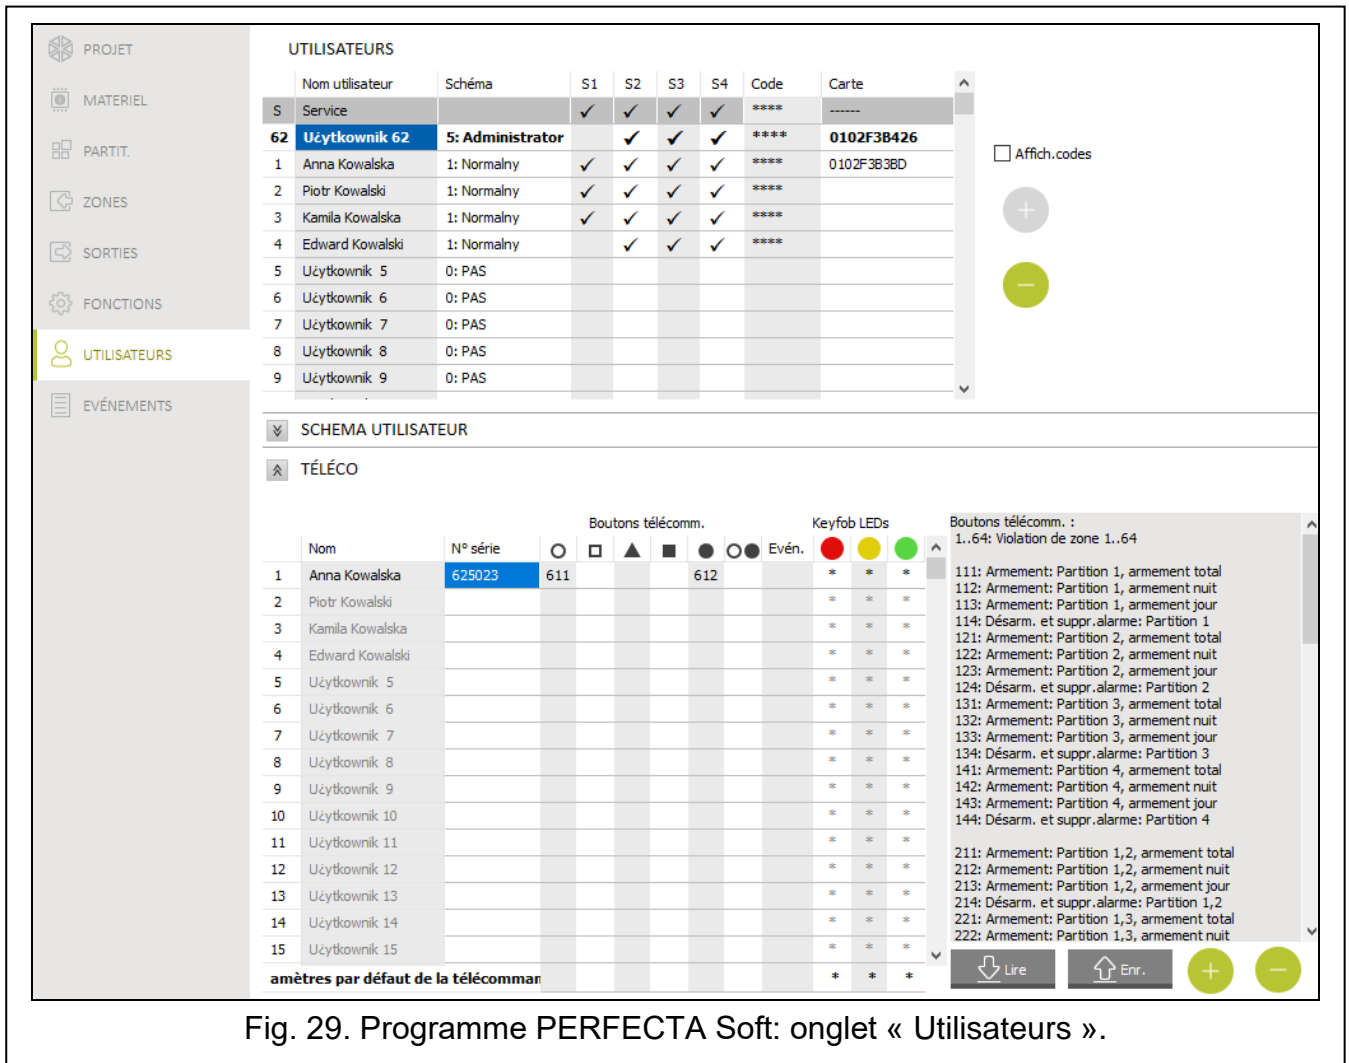 PROJET
MATERIEL
PARTIT.
ZONES
SORTIES
FONCTIONS
UTILISATEURS
EVÉNEMENTS
UTILISATEURS
Nom utilisateur Schéma S1 S2 S3 S4 Code Carte
S Service ✓ ✓ ✓ ✓ **** ------
62 Użytkownik 62 5: Administrator ✓ ✓ ✓ **** 0102F3B426
1 Anna Kowalska 1: Normalny ✓ ✓ ✓ ✓ **** 0102F3B3BD
2 Piotr Kowalski 1: Normalny ✓ ✓ ✓ ✓ ****
3 Kamila Kowalska 1: Normalny ✓ ✓ ✓ ✓ ****
4 Edward Kowalski 1: Normalny ✓ ✓ ✓ ****
5 Użytkownik 5 0: PAS
6 Użytkownik 6 0: PAS
7 Użytkownik 7 0: PAS
8 Użytkownik 8 0: PAS
9 Użytkownik 9 0: PAS
Affich.codes
SCHEMA UTILISATEUR
TÉLÉCO
Boutons télécomm. Keyfob LEDs
Nom N° série Evén.
1 Anna Kowalska 625023 611 612 * * *
2 Piotr Kowalski * * *
3 Kamila Kowalska * * *
4 Edward Kowalski * * *
5 Użytkownik 5 * * *
6 Użytkownik 6 * * *
7 Użytkownik 7 * * *
8 Użytkownik 8 * * *
9 Użytkownik 9 * * *
10 Użytkownik 10 * * *
11 Użytkownik 11 * * *
12 Użytkownik 12 * * *
13 Użytkownik 13 * * *
14 Użytkownik 14 * * *
15 Użytkownik 15 * * *
amètres par défaut de la télécomman * * *
Boutons télécomm. :
1..64: Violation de zone 1..64
111: Armement: Partition 1, armement total
112: Armement: Partition 1, armement nuit
113: Armement: Partition 1, armement jour
114: Désarm. et suppr.alarme: Partition 1
121: Armement: Partition 2, armement total
122: Armement: Partition 2, armement nuit
123: Armement: Partition 2, armement jour
124: Désarm. et suppr.alarme: Partition 2
131: Armement: Partition 3, armement total
132: Armement: Partition 3, armement nuit
133: Armement: Partition 3, armement jour
134: Désarm. et suppr.alarme: Partition 3
141: Armement: Partition 4, armement total
142: Armement: Partition 4, armement nuit
143: Armement: Partition 4, armement jour
144: Désarm. et suppr.alarme: Partition 4
211: Armement: Partition 1,2, armement total
212: Armement: Partition 1,2, armement nuit
213: Armement: Partition 1,2, armement jour
214: Désarm. et suppr.alarme: Partition 1,2
221: Armement: Partition 1,3, armement total
222: Armement: Partition 1,3, armement nuit
Lire
Enr.
Fig. 29. Programme PERFECTA Soft: onglet « Utilisateurs ».